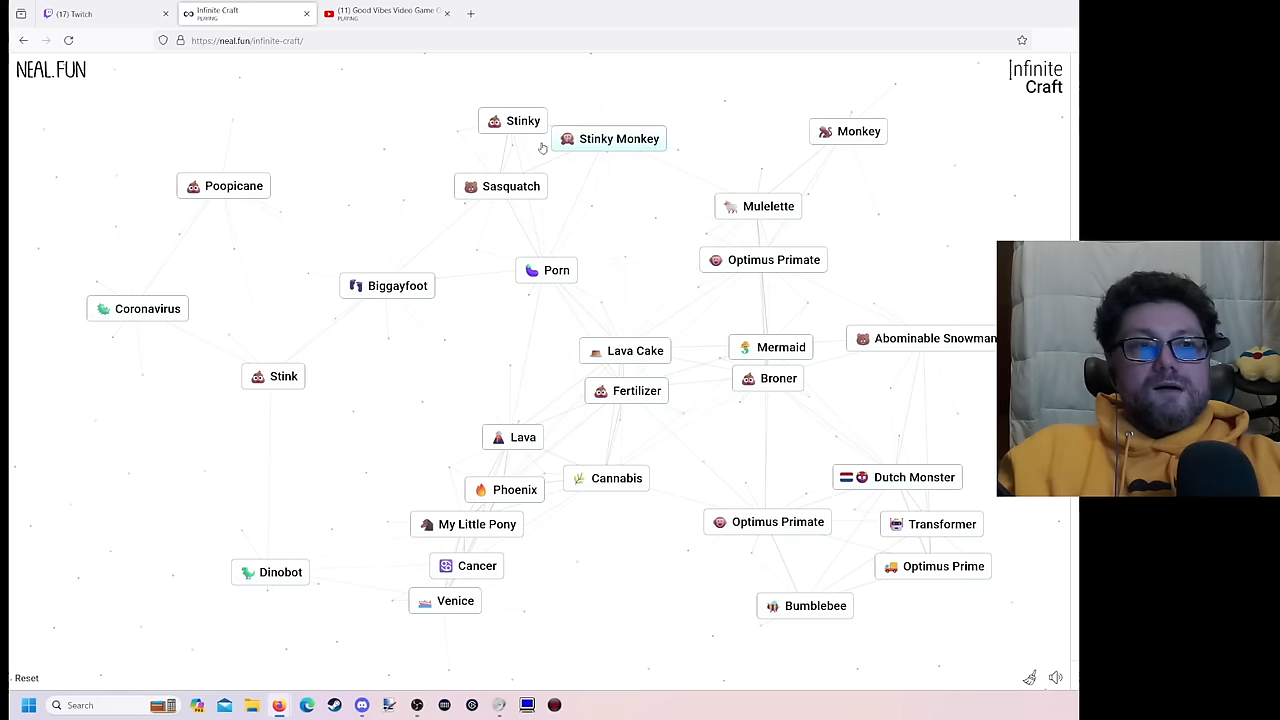 (17) Twitch
Infinite Craft
PLAYING
(11) Good Vibes Video Game
PLAYING
https://neal.fun/infinite-craft/
NEAL.FUN
Infinite
Craft
Stinky
Stinky Monkey
Monkey
Poopicane
Sasquatch
Mulelette
Optimus Primate
Porn
Biggayfoot
Coronavirus
Abominable Snowman
Lava Cake
Mermaid
Stink
Broner
Fertilizer
Lava
Cannabis
Dutch Monster
Phoenix
My Little Pony
Optimus Primate
Transformer
Cancer
Optimus Prime
Dinobot
Venice
Bumblebee
Reset
Search